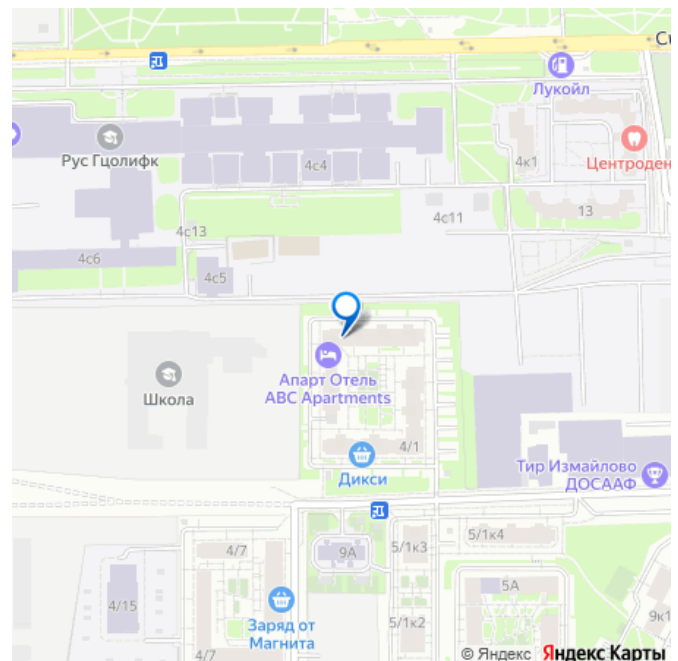 Си
Лукойл
Рус Гцолифк
4с4
4к1
Центроден
13
4с11
4с13
4с6
4с5
Школа
Апарт Отель
ABC Apartments
4/1
Дикси
Тир Измайлово
ДОСААФ
4/7
9А
5/1к3
5/1к4
5А
4/15
Заряд от
Магнита
5/1к2
9к1
4/7
© Яндекс Яндекс Карты